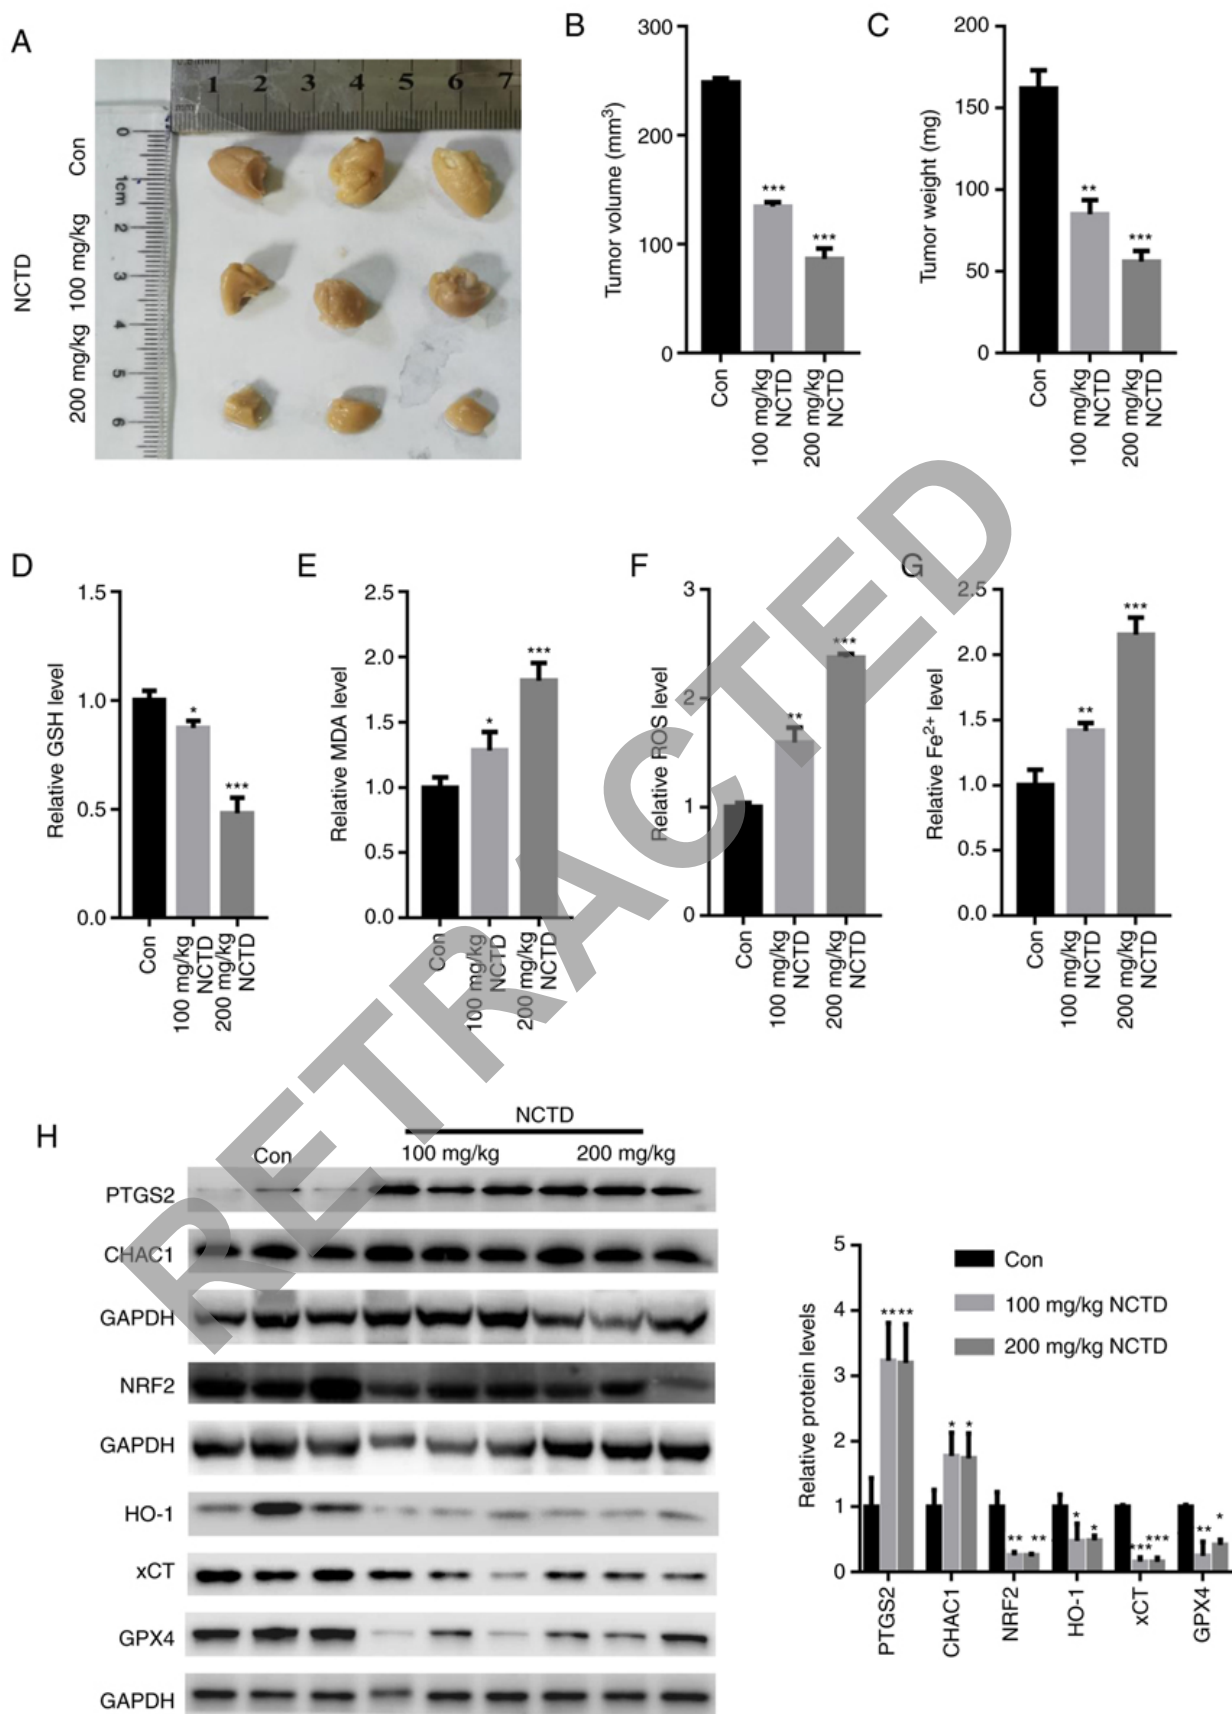 A
1 2 3 4 5 6 7
mm
0
1cm
2
3
4
5
6
Con
NCTD
200 mg/kg 100 mg/kg
B
Tumor volume (mm³)
300
200
100
0
***
***
Con
100 mg/kg
NCTD
200 mg/kg
NCTD
C
Tumor weight (mg)
200
150
100
50
0
**
***
Con
100 mg/kg
NCTD
200 mg/kg
NCTD
D
Relative GSH level
1.5
1.0
0.5
0.0
*
***
Con
100 mg/kg
NCTD
200 mg/kg
NCTD
E
Relative MDA level
2.5
2.0
1.5
1.0
0.5
0.0
*
***
Con
100 mg/kg
NCTD
200 mg/kg
NCTD
F
Relative ROS level
3
2
1
0
**
***
Con
100 mg/kg
NCTD
200 mg/kg
NCTD
G
Relative Fe²⁺ level
2.5
2.0
1.5
1.0
0.5
0.0
**
***
Con
100 mg/kg
NCTD
200 mg/kg
NCTD
RETRACTED
H
NCTD
Con 100 mg/kg 200 mg/kg
PTGS2
CHAC1
GAPDH
NRF2
GAPDH
HO-1
xCT
GPX4
GAPDH
Relative protein levels
5
4
3
2
1
0
Con
100 mg/kg NCTD
200 mg/kg NCTD
** **
* *
** **
* *
*** ***
** *
PTGS2
CHAC1
NRF2
HO-1
xCT
GPX4